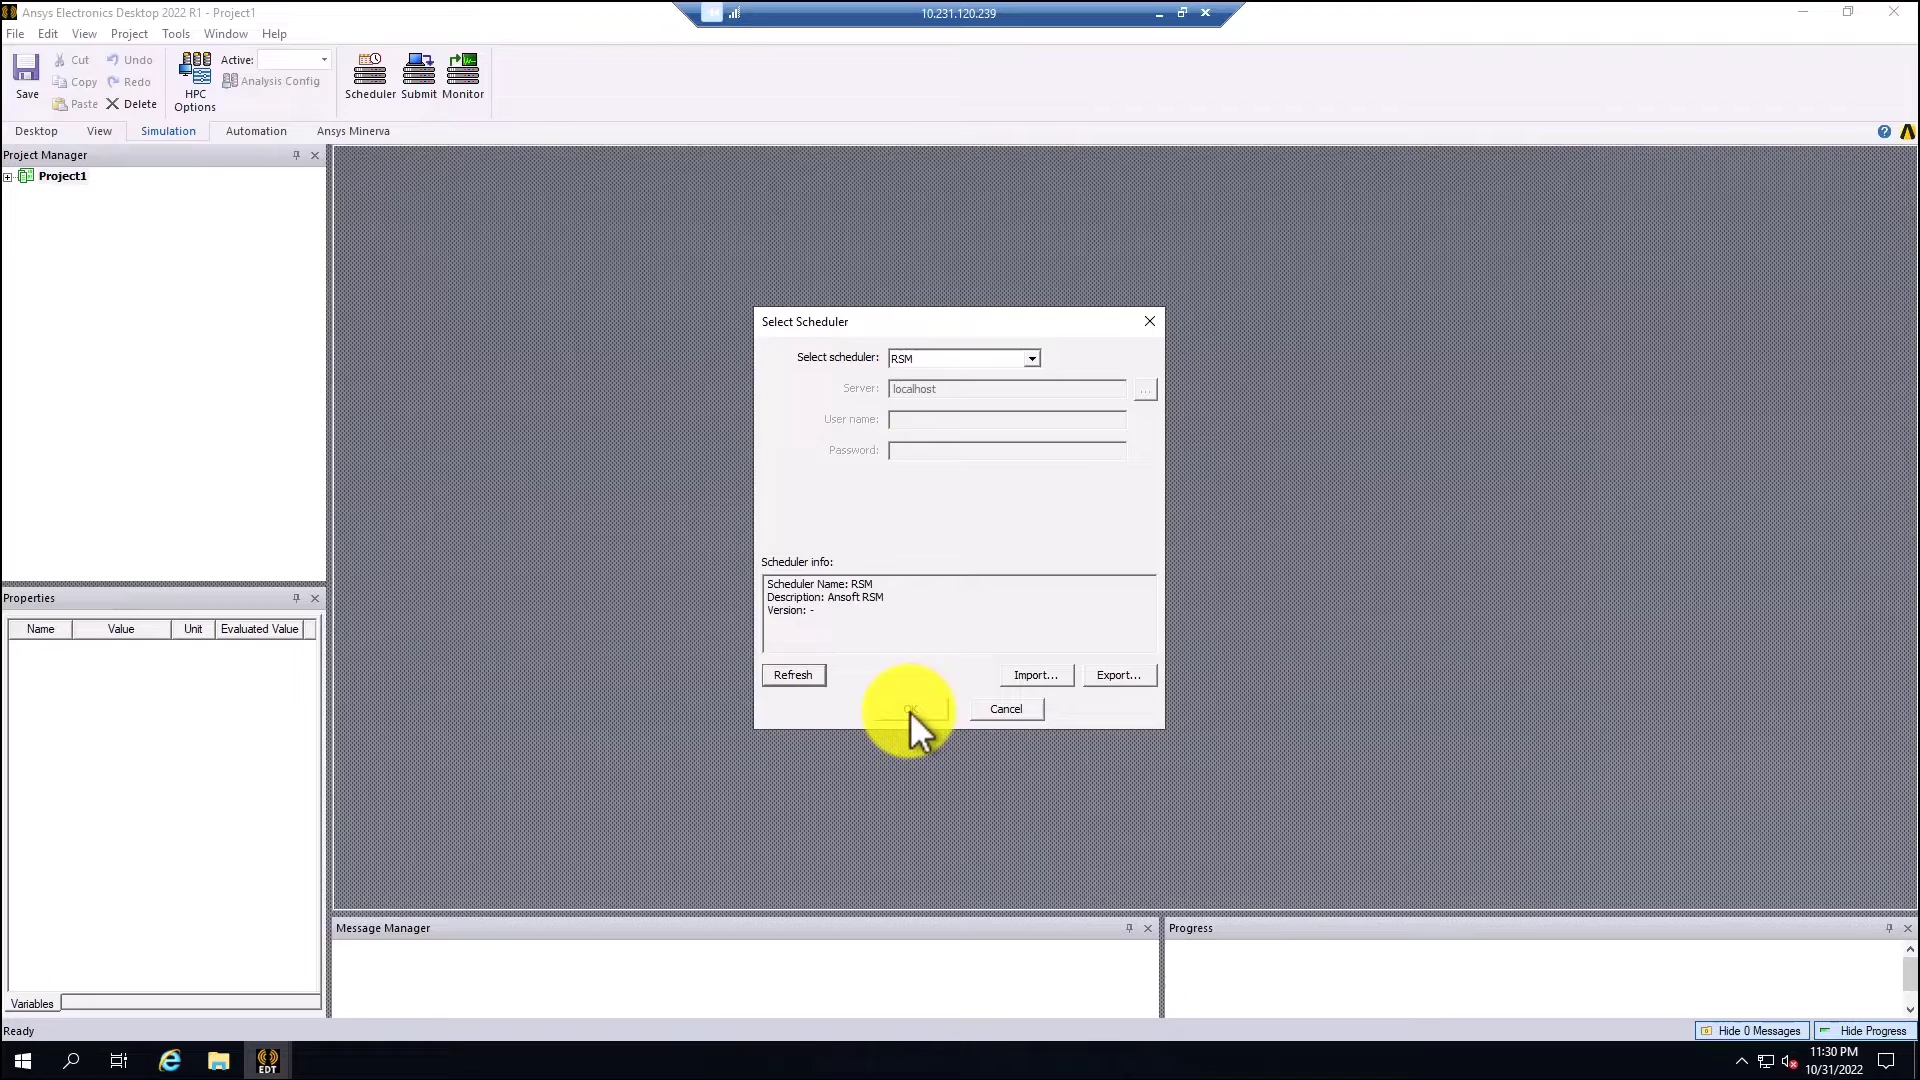 Ansys Electronics Desktop 2022 R1 - Project1
10.231.120.239
File Edit View Project Tools Window Help
Save
Cut
Copy
Paste
Undo
Redo
Delete
HPC Options
Active:
Analysis Config
Scheduler
Submit
Monitor
Desktop View Simulation Automation Ansys Minerva
Project Manager
Project1
Select Scheduler
Select scheduler: RSM
Server: localhost
...
User name:
Password:
Scheduler info:
Scheduler Name: RSM
Description: Ansoft RSM
Version: -
Refresh
Import...
Export...
OK
Cancel
Properties
Name Value Unit Evaluated Value
Variables
Message Manager
Progress
Ready
Hide 0 Messages
Hide Progress
EDT
11:30 PM
10/31/2022